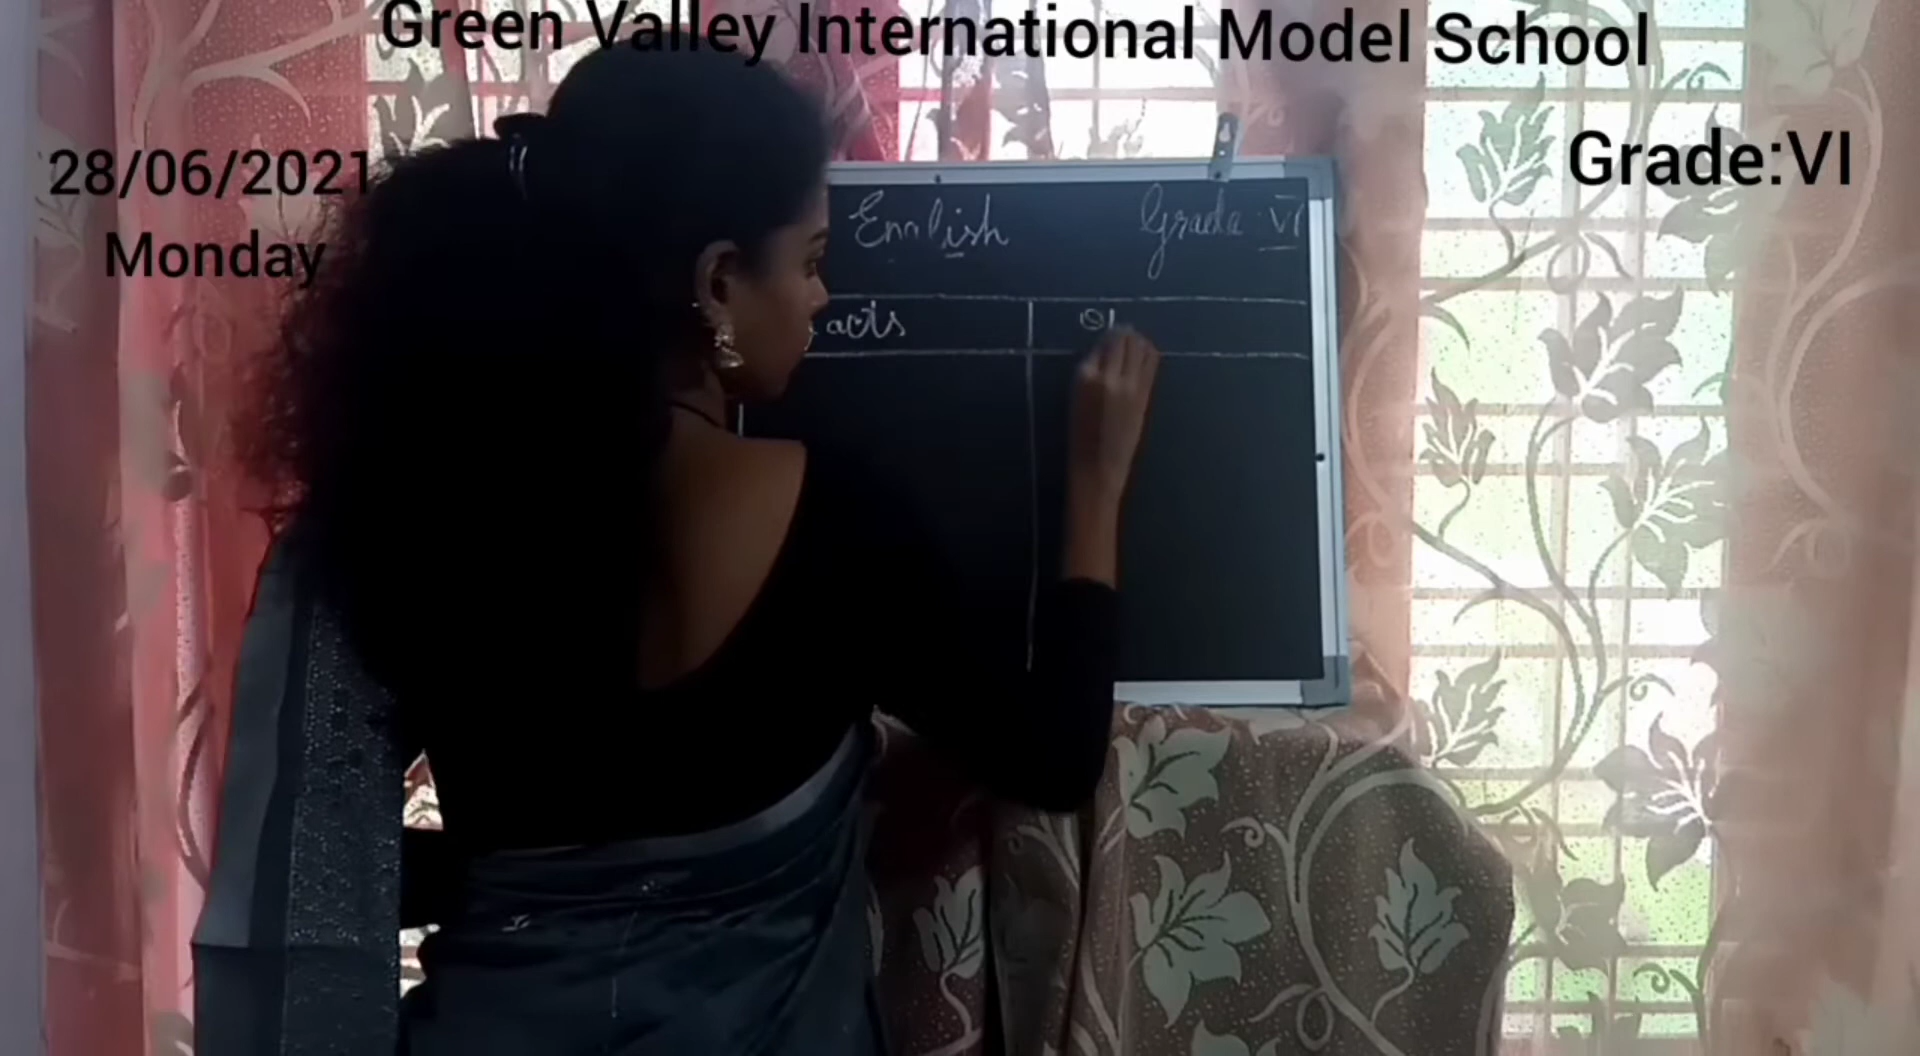 Green Valley International Model School
28/06/2021
Monday
Grade:VI
English Grade VI
acts